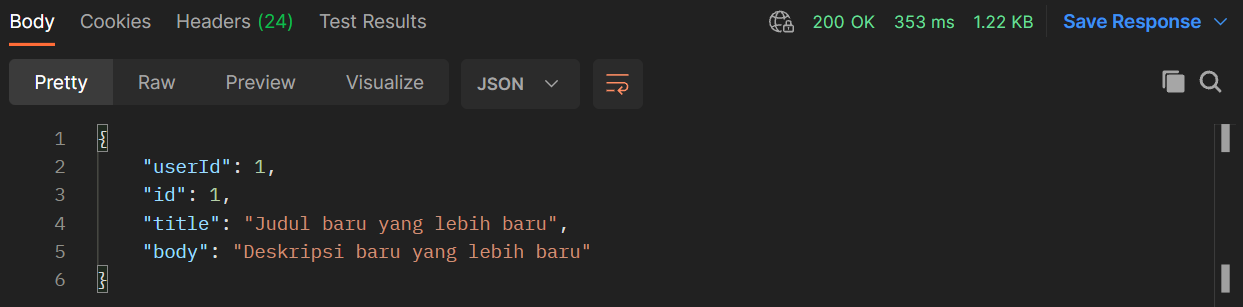 Body Cookies Headers (24) Test Results 200 OK 353 ms 1.22 KB Save Response
Pretty Raw Preview Visualize JSON
1 {
2 "userId": 1,
3 "id": 1,
4 "title": "Judul baru yang lebih baru",
5 "body": "Deskripsi baru yang lebih baru"
6 }